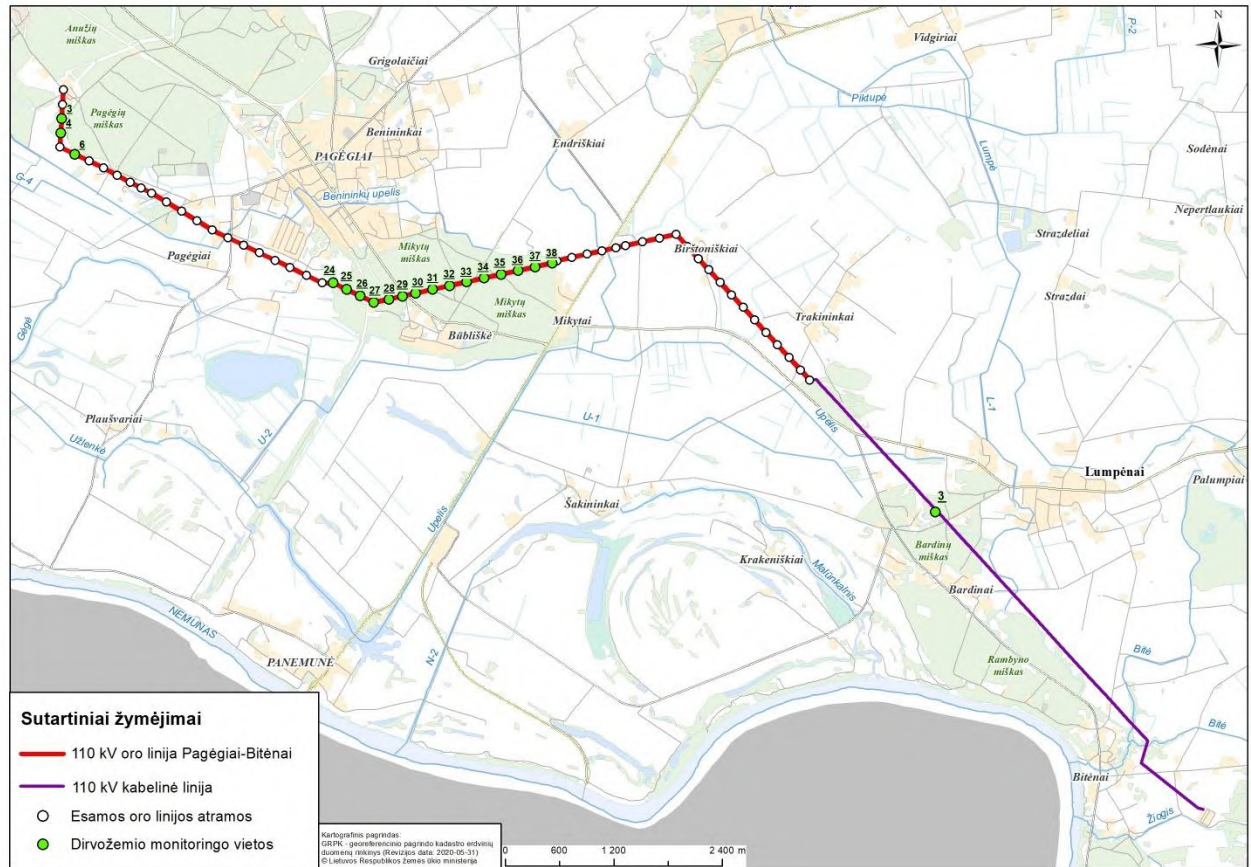 Anužių
miškas
Grigolaičiai
Vidgiriai
P-2
N
Piktupė
3
4
6
Pagėgių
miškas
Benininkai
Endriškiai
PAGĖGIAI
Lumpė
Sodėnai
G-4
Benininkų upelis
Nepertlaukiai
Strazdeliai
Pagėgiai
Mikytų
miškas
Birštoniškiai
24
25
26
27
28
29
30
31
32
33
34
35
36
37
38
Strazdai
Mikytų
miškas
Trakininkai
Gėgė
Būbliškė
Mikytai
L-1
U-1
Upelis
Plaušvariai
Užlenkė
U-2
Lumpėnai
Palumpiai
Šakininkai
3
Upelis
Bardinų
miškas
Krakeniškiai
Malūnkalnis
Bardinai
NEMUNAS
PANEMUNĖ
N-2
Rambyno
miškas
Bitė
Bitė
Bitėnai
Žiogis
Sutartiniai žymėjimai
110 kV oro linija Pagėgiai-Bitėnai
110 kV kabelinė linija
Esamos oro linijos atramos
Dirvožemio monitoringo vietos
Kartografinis pagrindas:
GRPK - georeferencinio pagrindo kadastro erdvinių
duomenų rinkinys (Revizijos data: 2020-05-31)
© Lietuvos Respublikos žemės ūkio ministerija
0 600 1 200 2 400 m